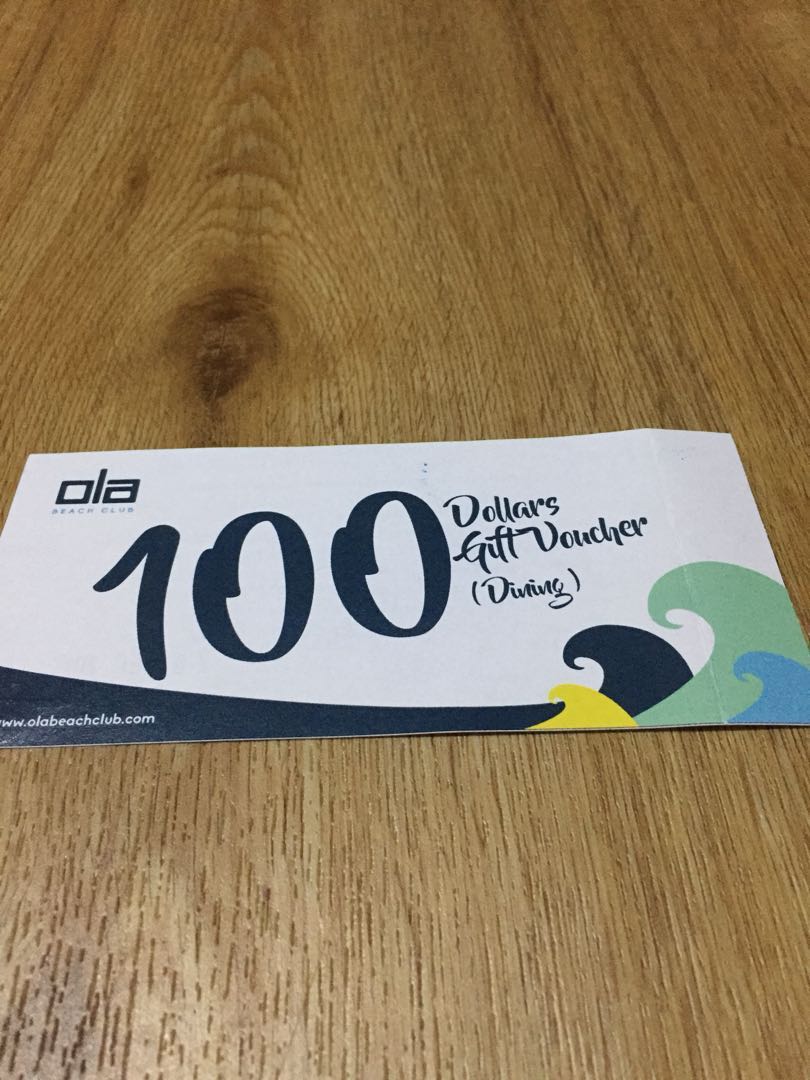 ola
BEACH CLUB
100
Dollars
Gift Voucher
(Dining)
www.olabeachclub.com